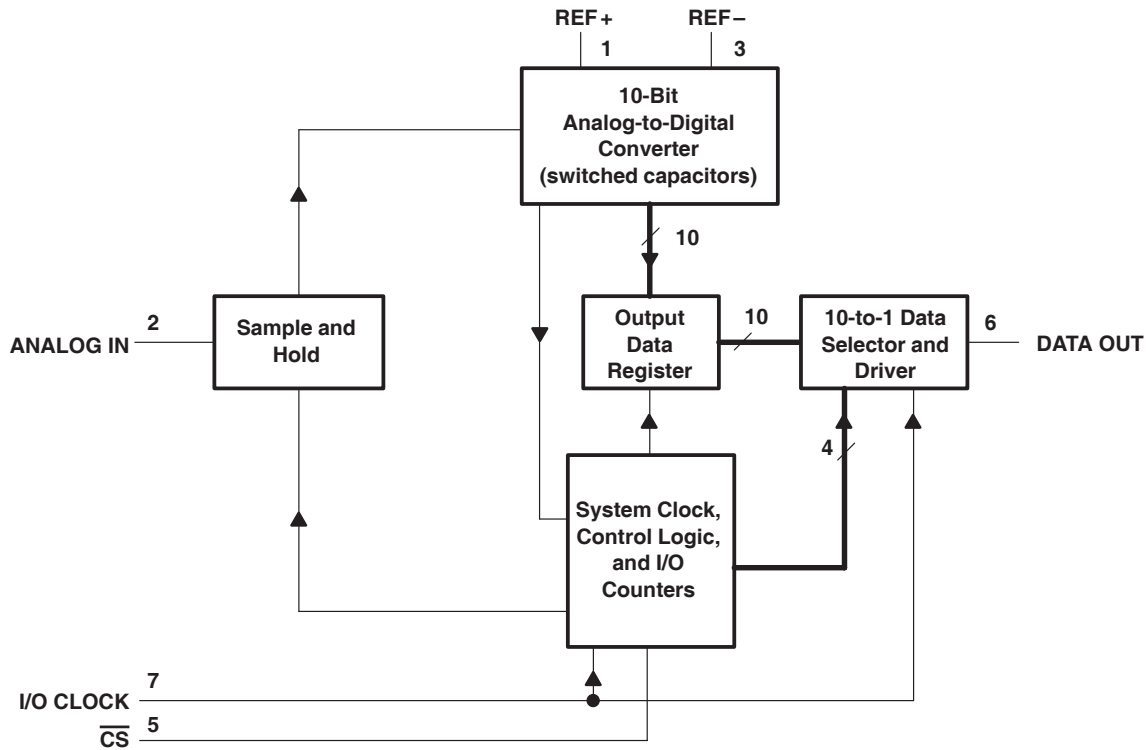 REF+ REF–
1 3
10-Bit
Analog-to-Digital
Converter
(switched capacitors)
10
2
ANALOG IN
Sample and
Hold
Output
Data
Register
10
10-to-1 Data
Selector and
Driver
6
DATA OUT
4
System Clock,
Control Logic,
and I/O
Counters
7
I/O CLOCK
5
C̅S̅